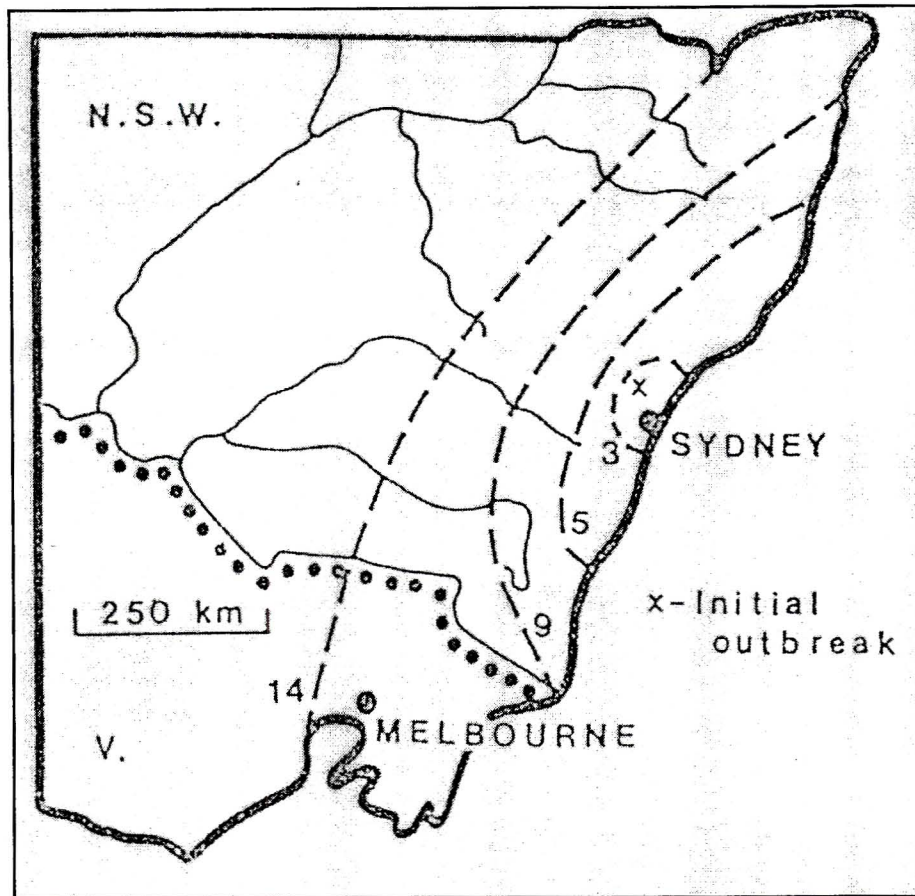 N.S.W.
3
SYDNEY
5
250 km
x-Initial
outbreak
9
14
MELBOURNE
V.